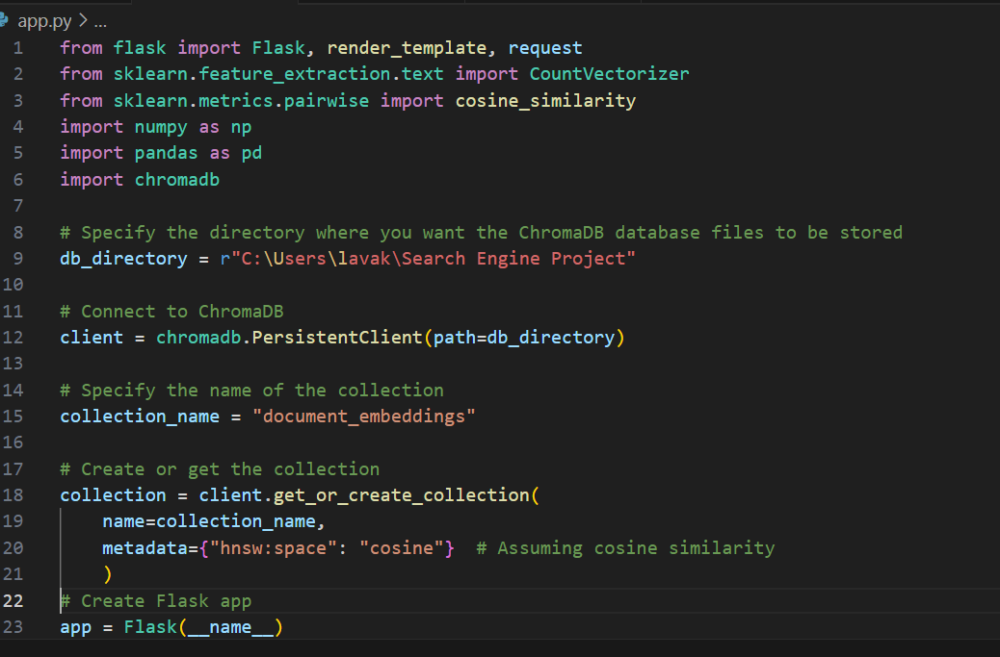 app.py > ...
1 from flask import Flask, render_template, request
2 from sklearn.feature_extraction.text import CountVectorizer
3 from sklearn.metrics.pairwise import cosine_similarity
4 import numpy as np
5 import pandas as pd
6 import chromadb
7
8 # Specify the directory where you want the ChromaDB database files to be stored
9 db_directory = r"C:\Users\lavak\Search Engine Project"
10
11 # Connect to ChromaDB
12 client = chromadb.PersistentClient(path=db_directory)
13
14 # Specify the name of the collection
15 collection_name = "document_embeddings"
16
17 # Create or get the collection
18 collection = client.get_or_create_collection(
19     name=collection_name,
20     metadata={"hnsw:space": "cosine"}  # Assuming cosine similarity
21     )
22 # Create Flask app
23 app = Flask(__name__)